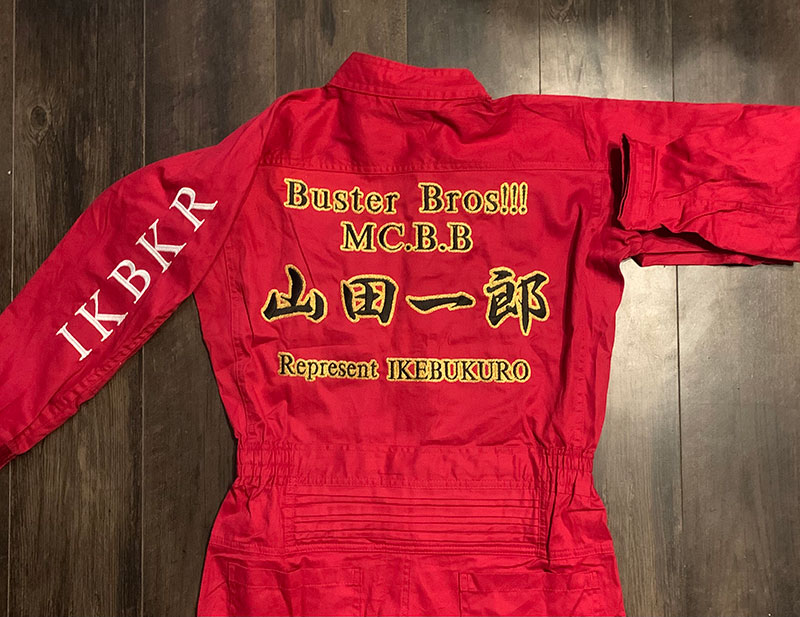 Buster Bros!!!
MC.B.B
山田一郎
Represent IKEBUKURO
IKBKR